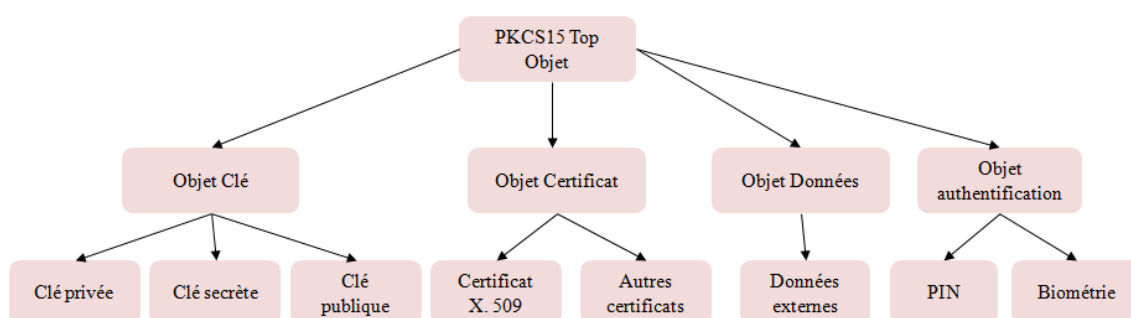 PKCS15 Top
Objet
Objet Clé
Objet Certificat
Objet Données
Objet
authentification
Clé privée
Clé secrète
Clé
publique
Certificat
X. 509
Autres
certificats
Données
externes
PIN
Biométrie